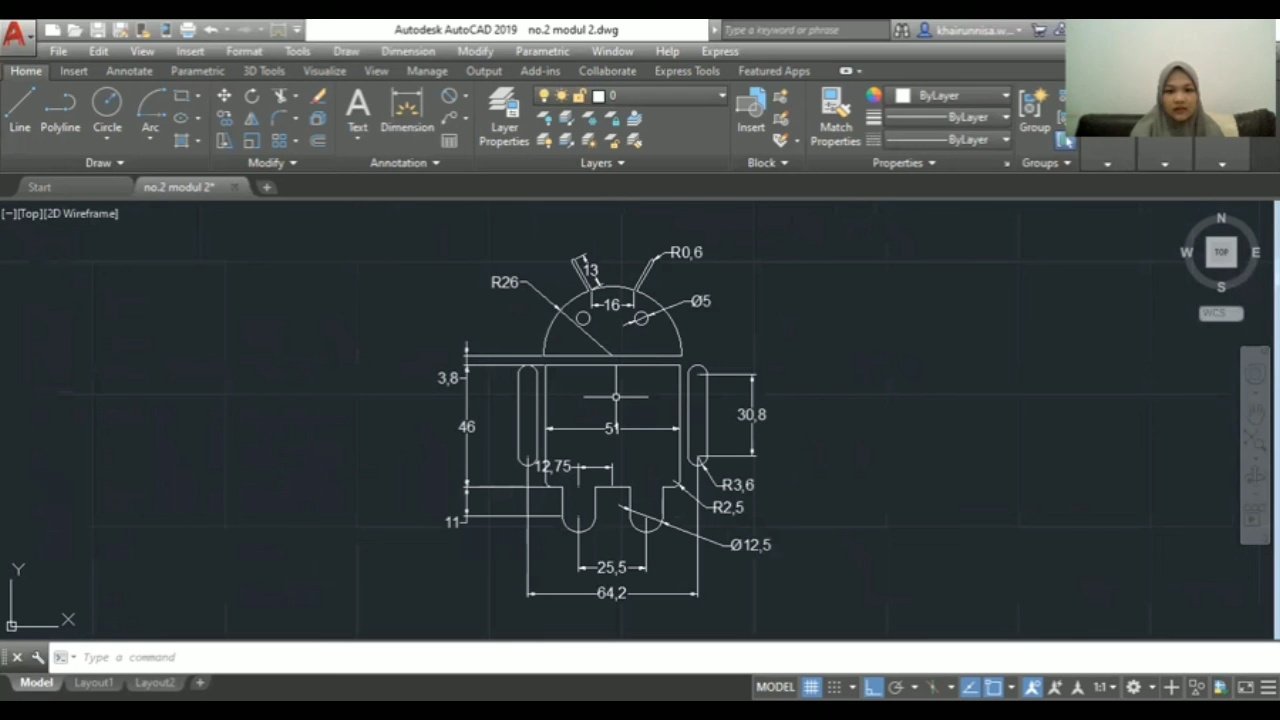 Autodesk AutoCAD 2019 no.2 modul 2.dwg
Type a keyword or phrase
khairunnisa.w...
File Edit View Insert Format Tools Draw Dimension Modify Parametric Window Help Express
Home Insert Annotate Parametric 3D Tools Visualize View Manage Output Add-ins Collaborate Express Tools Featured Apps
0
ByLayer
ByLayer
ByLayer
Line Polyline Circle Arc
Text Dimension
Layer Properties
Insert
Match Properties
Group
Draw Modify Annotation Layers Block Properties Groups
Start no.2 modul 2*
[−][Top][2D Wireframe]
N
W TOP E
S
WCS
R0,6
13
R26
16
Ø5
3,8
30,8
46
51
12,75
R3,6
R2,5
11
Ø12,5
25,5
64,2
Y
X
Type a command
Model Layout1 Layout2
MODEL 1:1